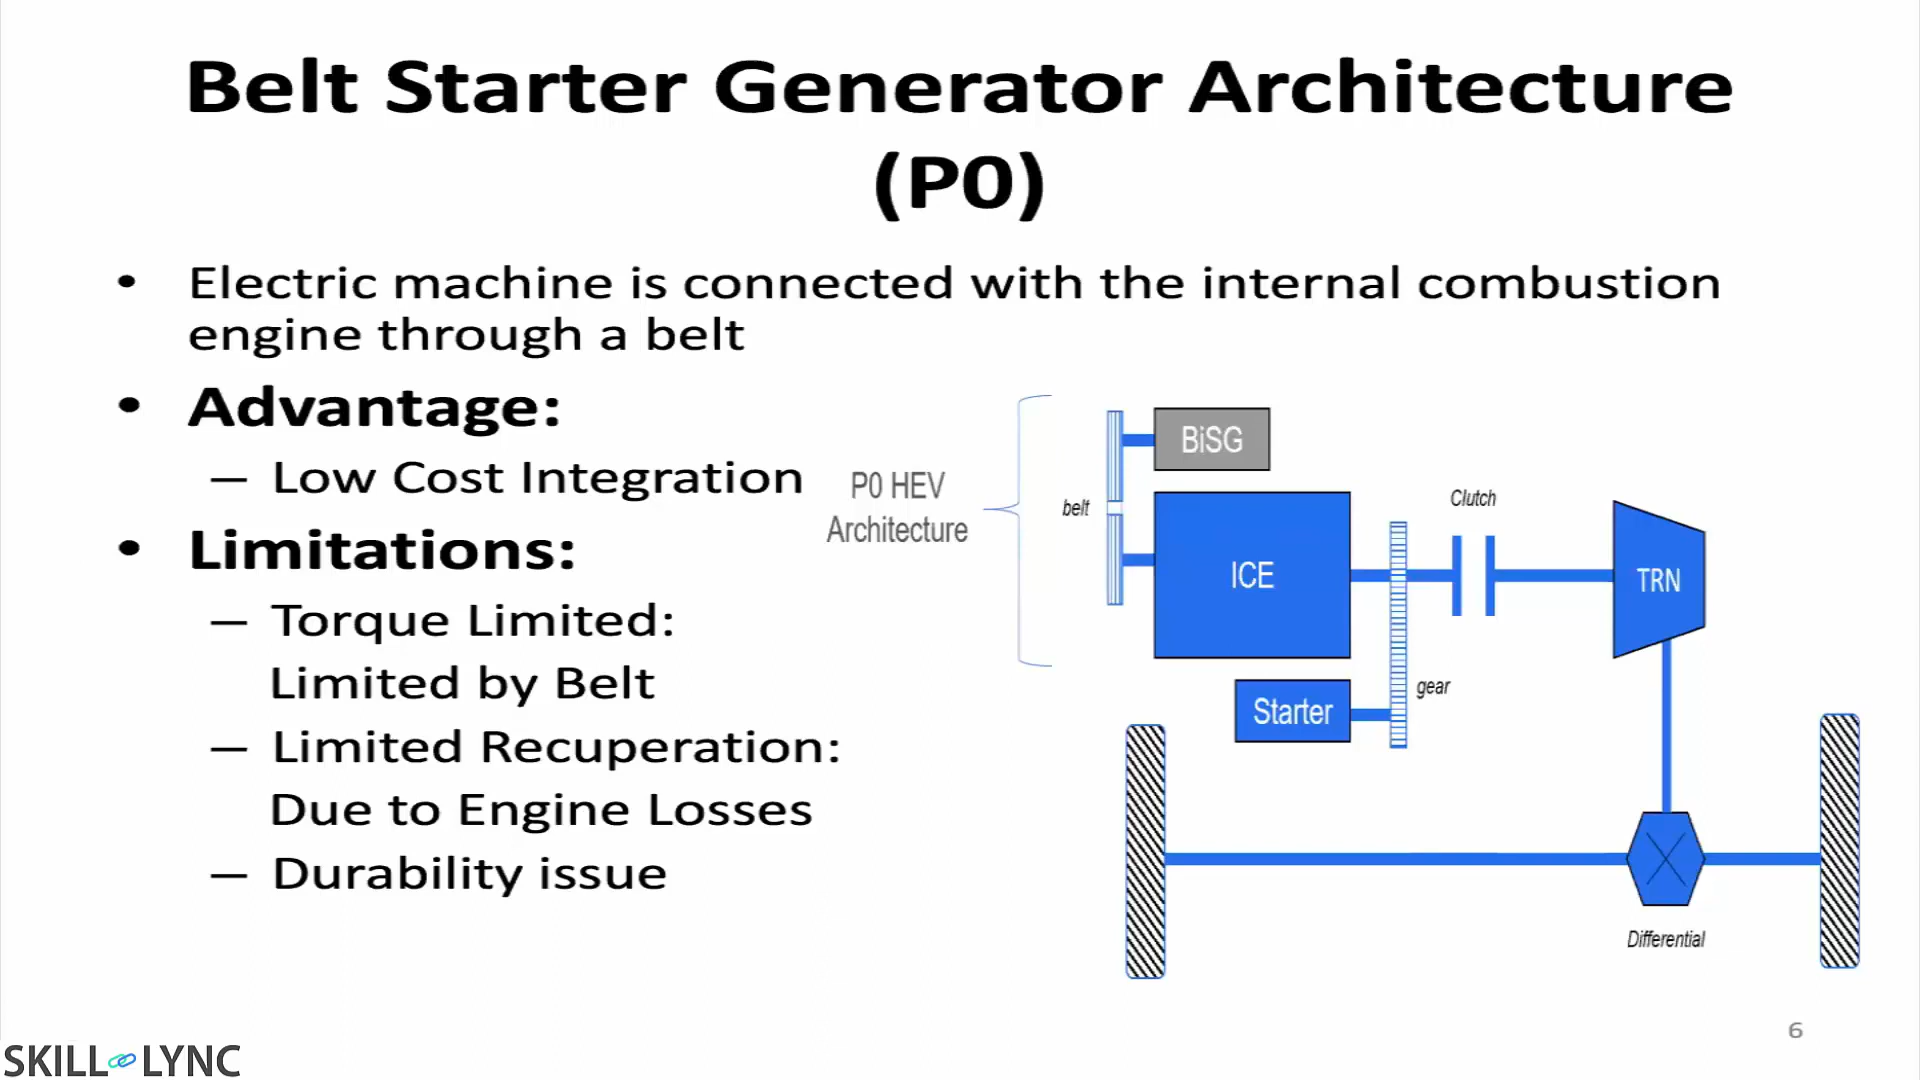 Belt Starter Generator Architecture
(P0)
• Electric machine is connected with the internal combustion
engine through a belt
• Advantage:
– Low Cost Integration
• Limitations:
– Torque Limited:
Limited by Belt
– Limited Recuperation:
Due to Engine Losses
– Durability issue
P0 HEV
Architecture
belt
BiSG
ICE
Starter
gear
Clutch
TRN
Differential
6
SKILL LYNC